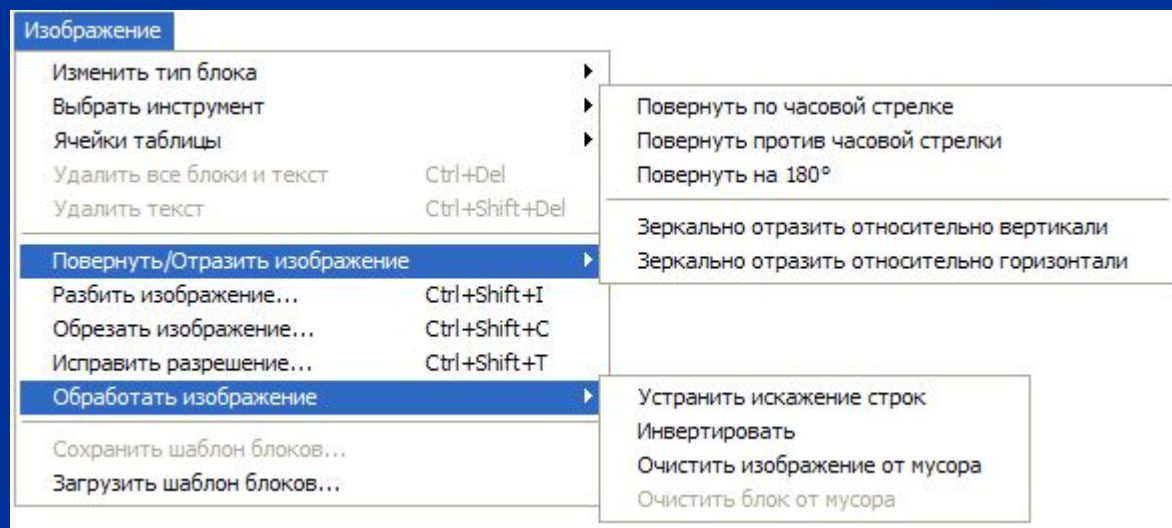 Изображение
Изменить тип блока
Выбрать инструмент
Ячейки таблицы
Удалить все блоки и текст Ctrl+Del
Удалить текст Ctrl+Shift+Del
Повернуть/Отразить изображение
Разбить изображение... Ctrl+Shift+I
Обрезать изображение... Ctrl+Shift+C
Исправить разрешение... Ctrl+Shift+T
Обработать изображение
Сохранить шаблон блоков...
Загрузить шаблон блоков...
Повернуть по часовой стрелке
Повернуть против часовой стрелки
Повернуть на 180°
Зеркально отразить относительно вертикали
Зеркально отразить относительно горизонтали
Устранить искажение строк
Инвертировать
Очистить изображение от мусора
Очистить блок от мусора